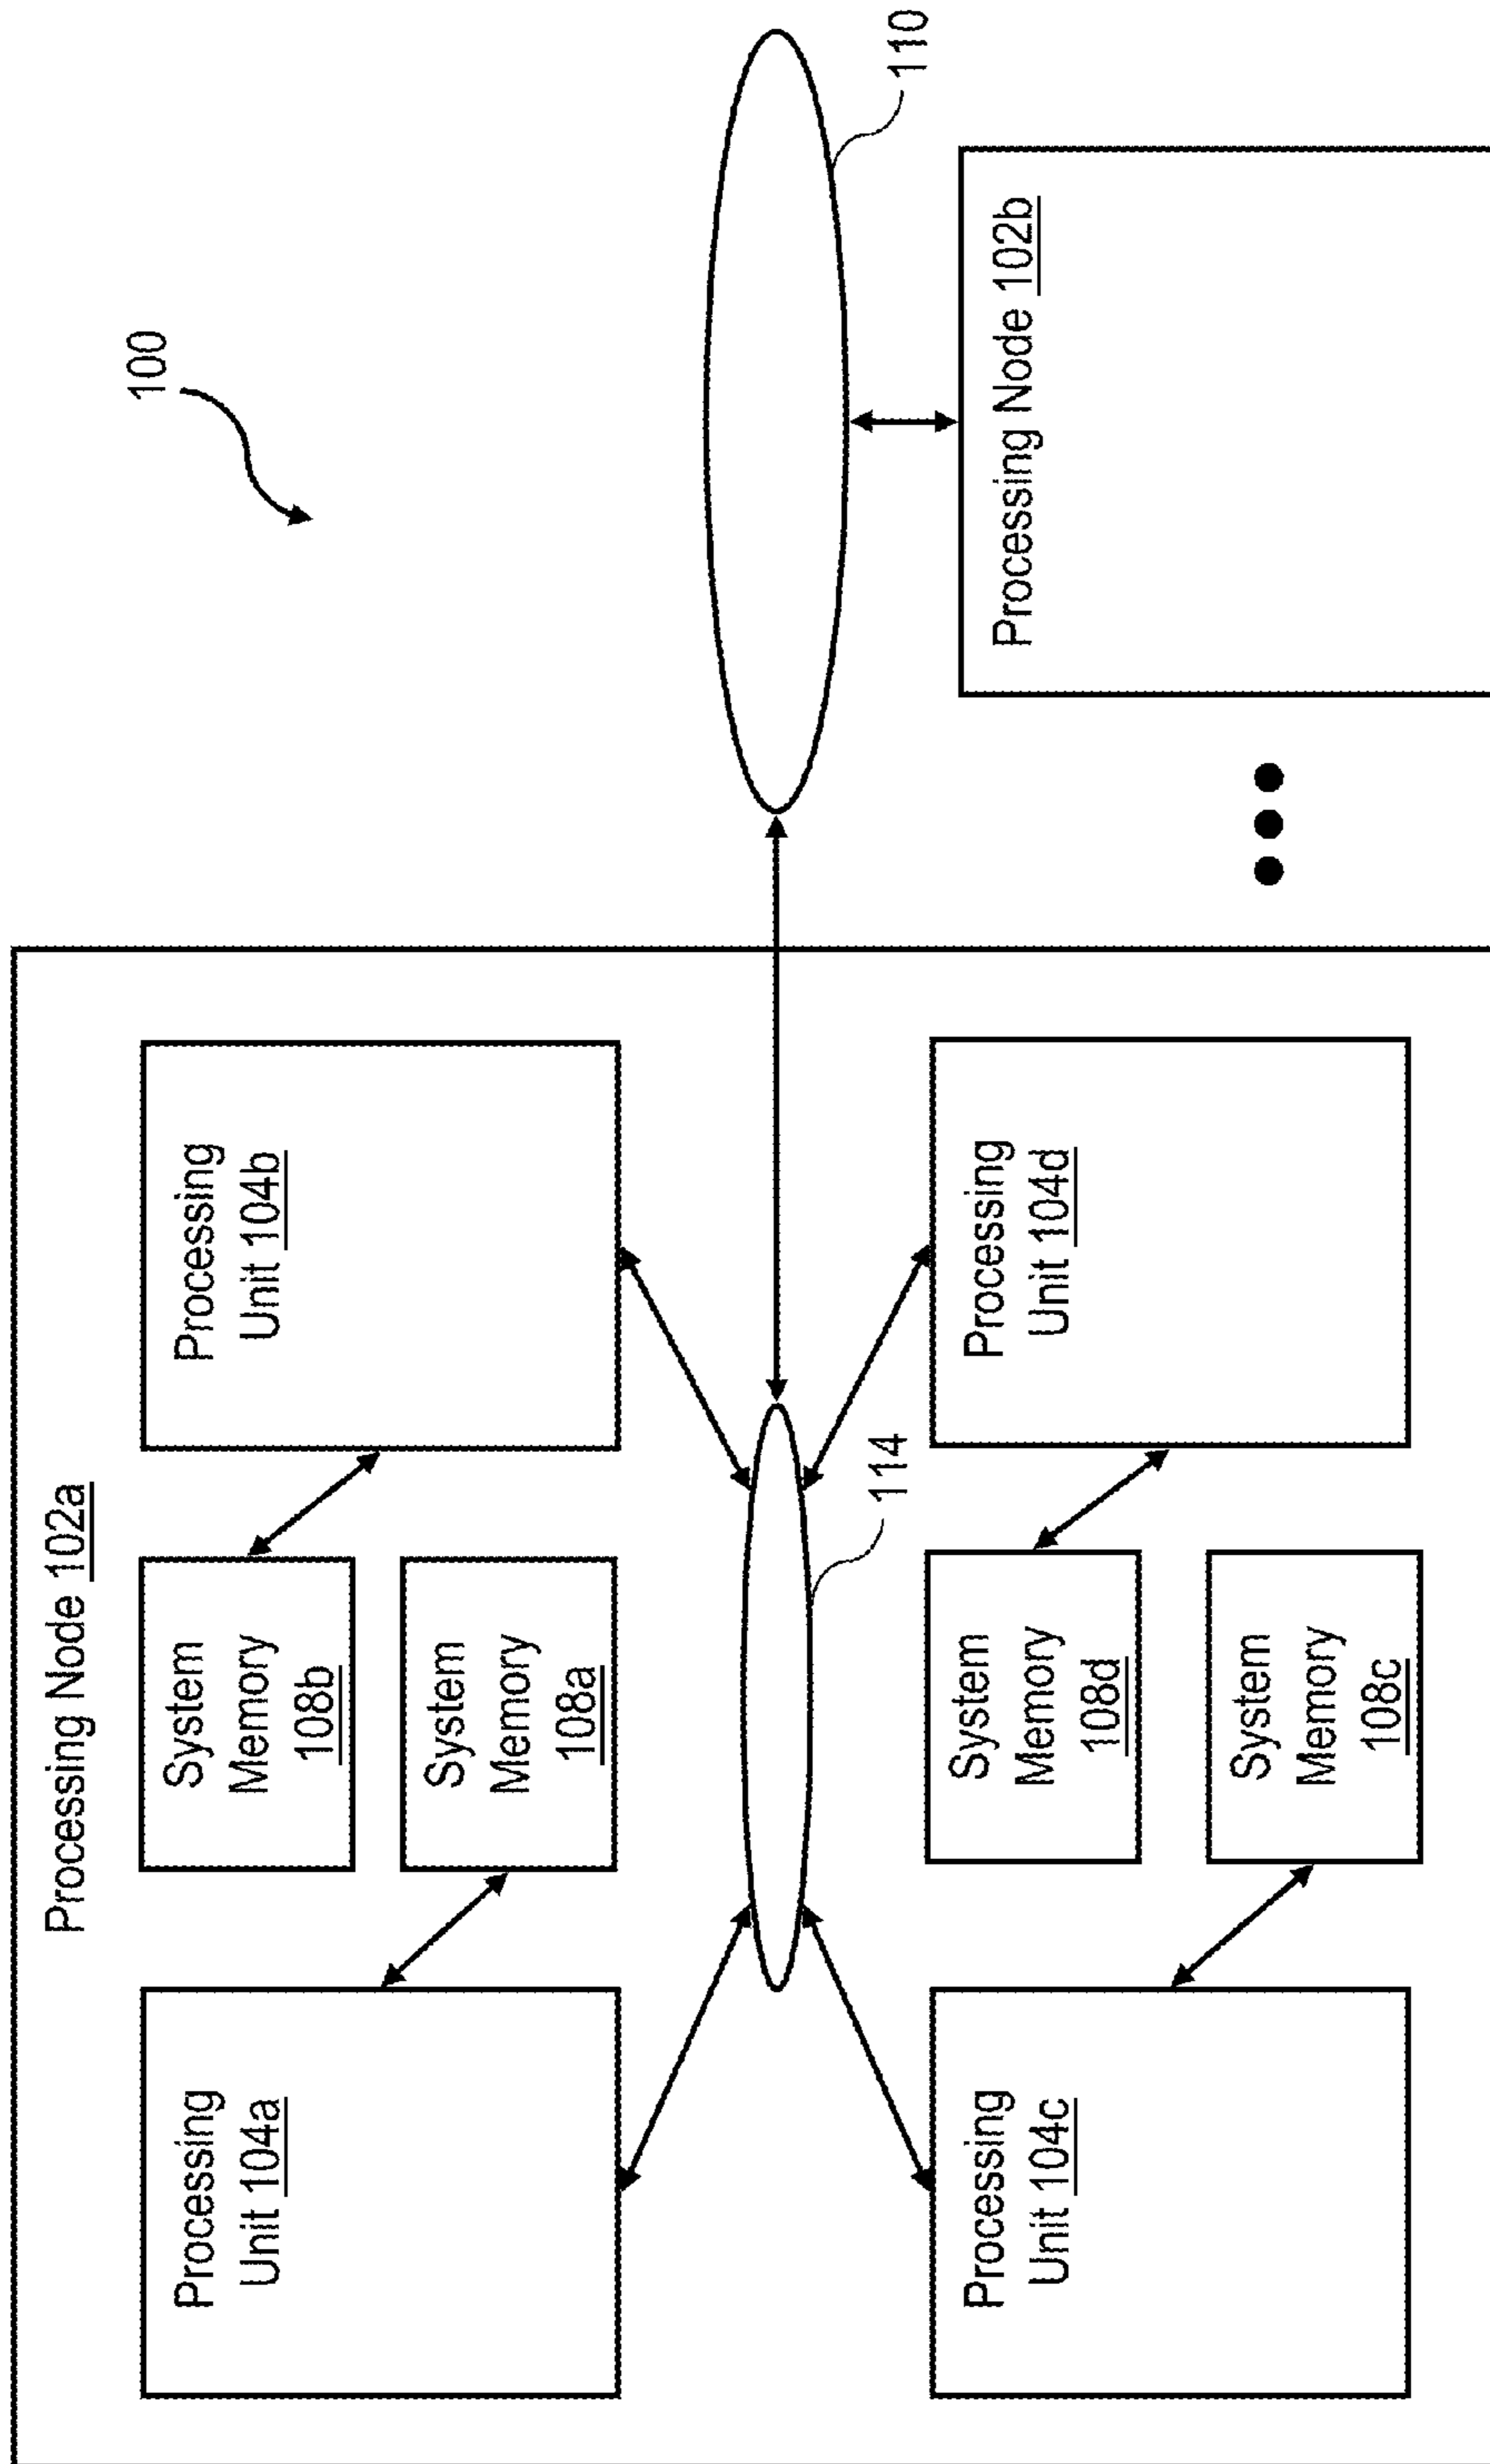 100
Processing Node 102a
Processing
Unit 104a
System
Memory
108b
System
Memory
108a
Processing
Unit 104b
114
110
Processing
Unit 104c
System
Memory
108d
System
Memory
108c
Processing
Unit 104d
Processing Node 102b